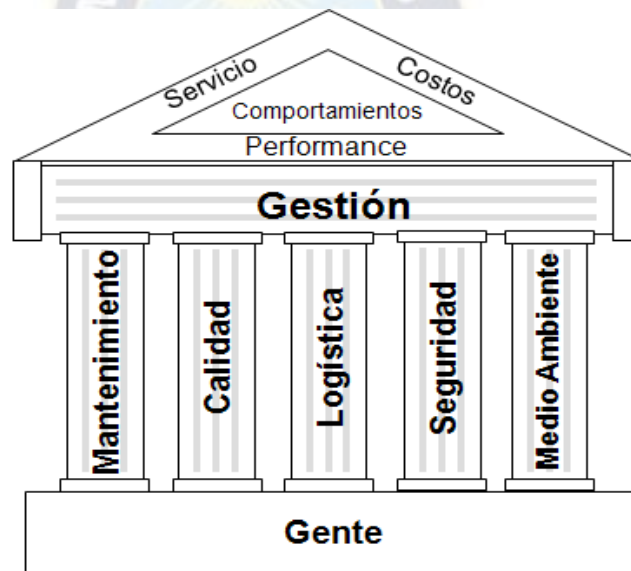 Servicio
Costos
Comportamientos
Performance
Gestión
Mantenimiento
Calidad
Logística
Seguridad
Medio Ambiente
Gente